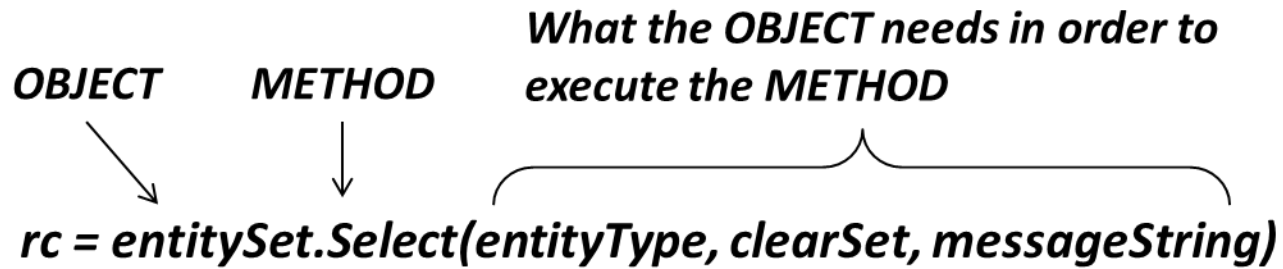 What the OBJECT needs in order to
OBJECT METHOD execute the METHOD
rc = entitySet.Select(entityType, clearSet, messageString)